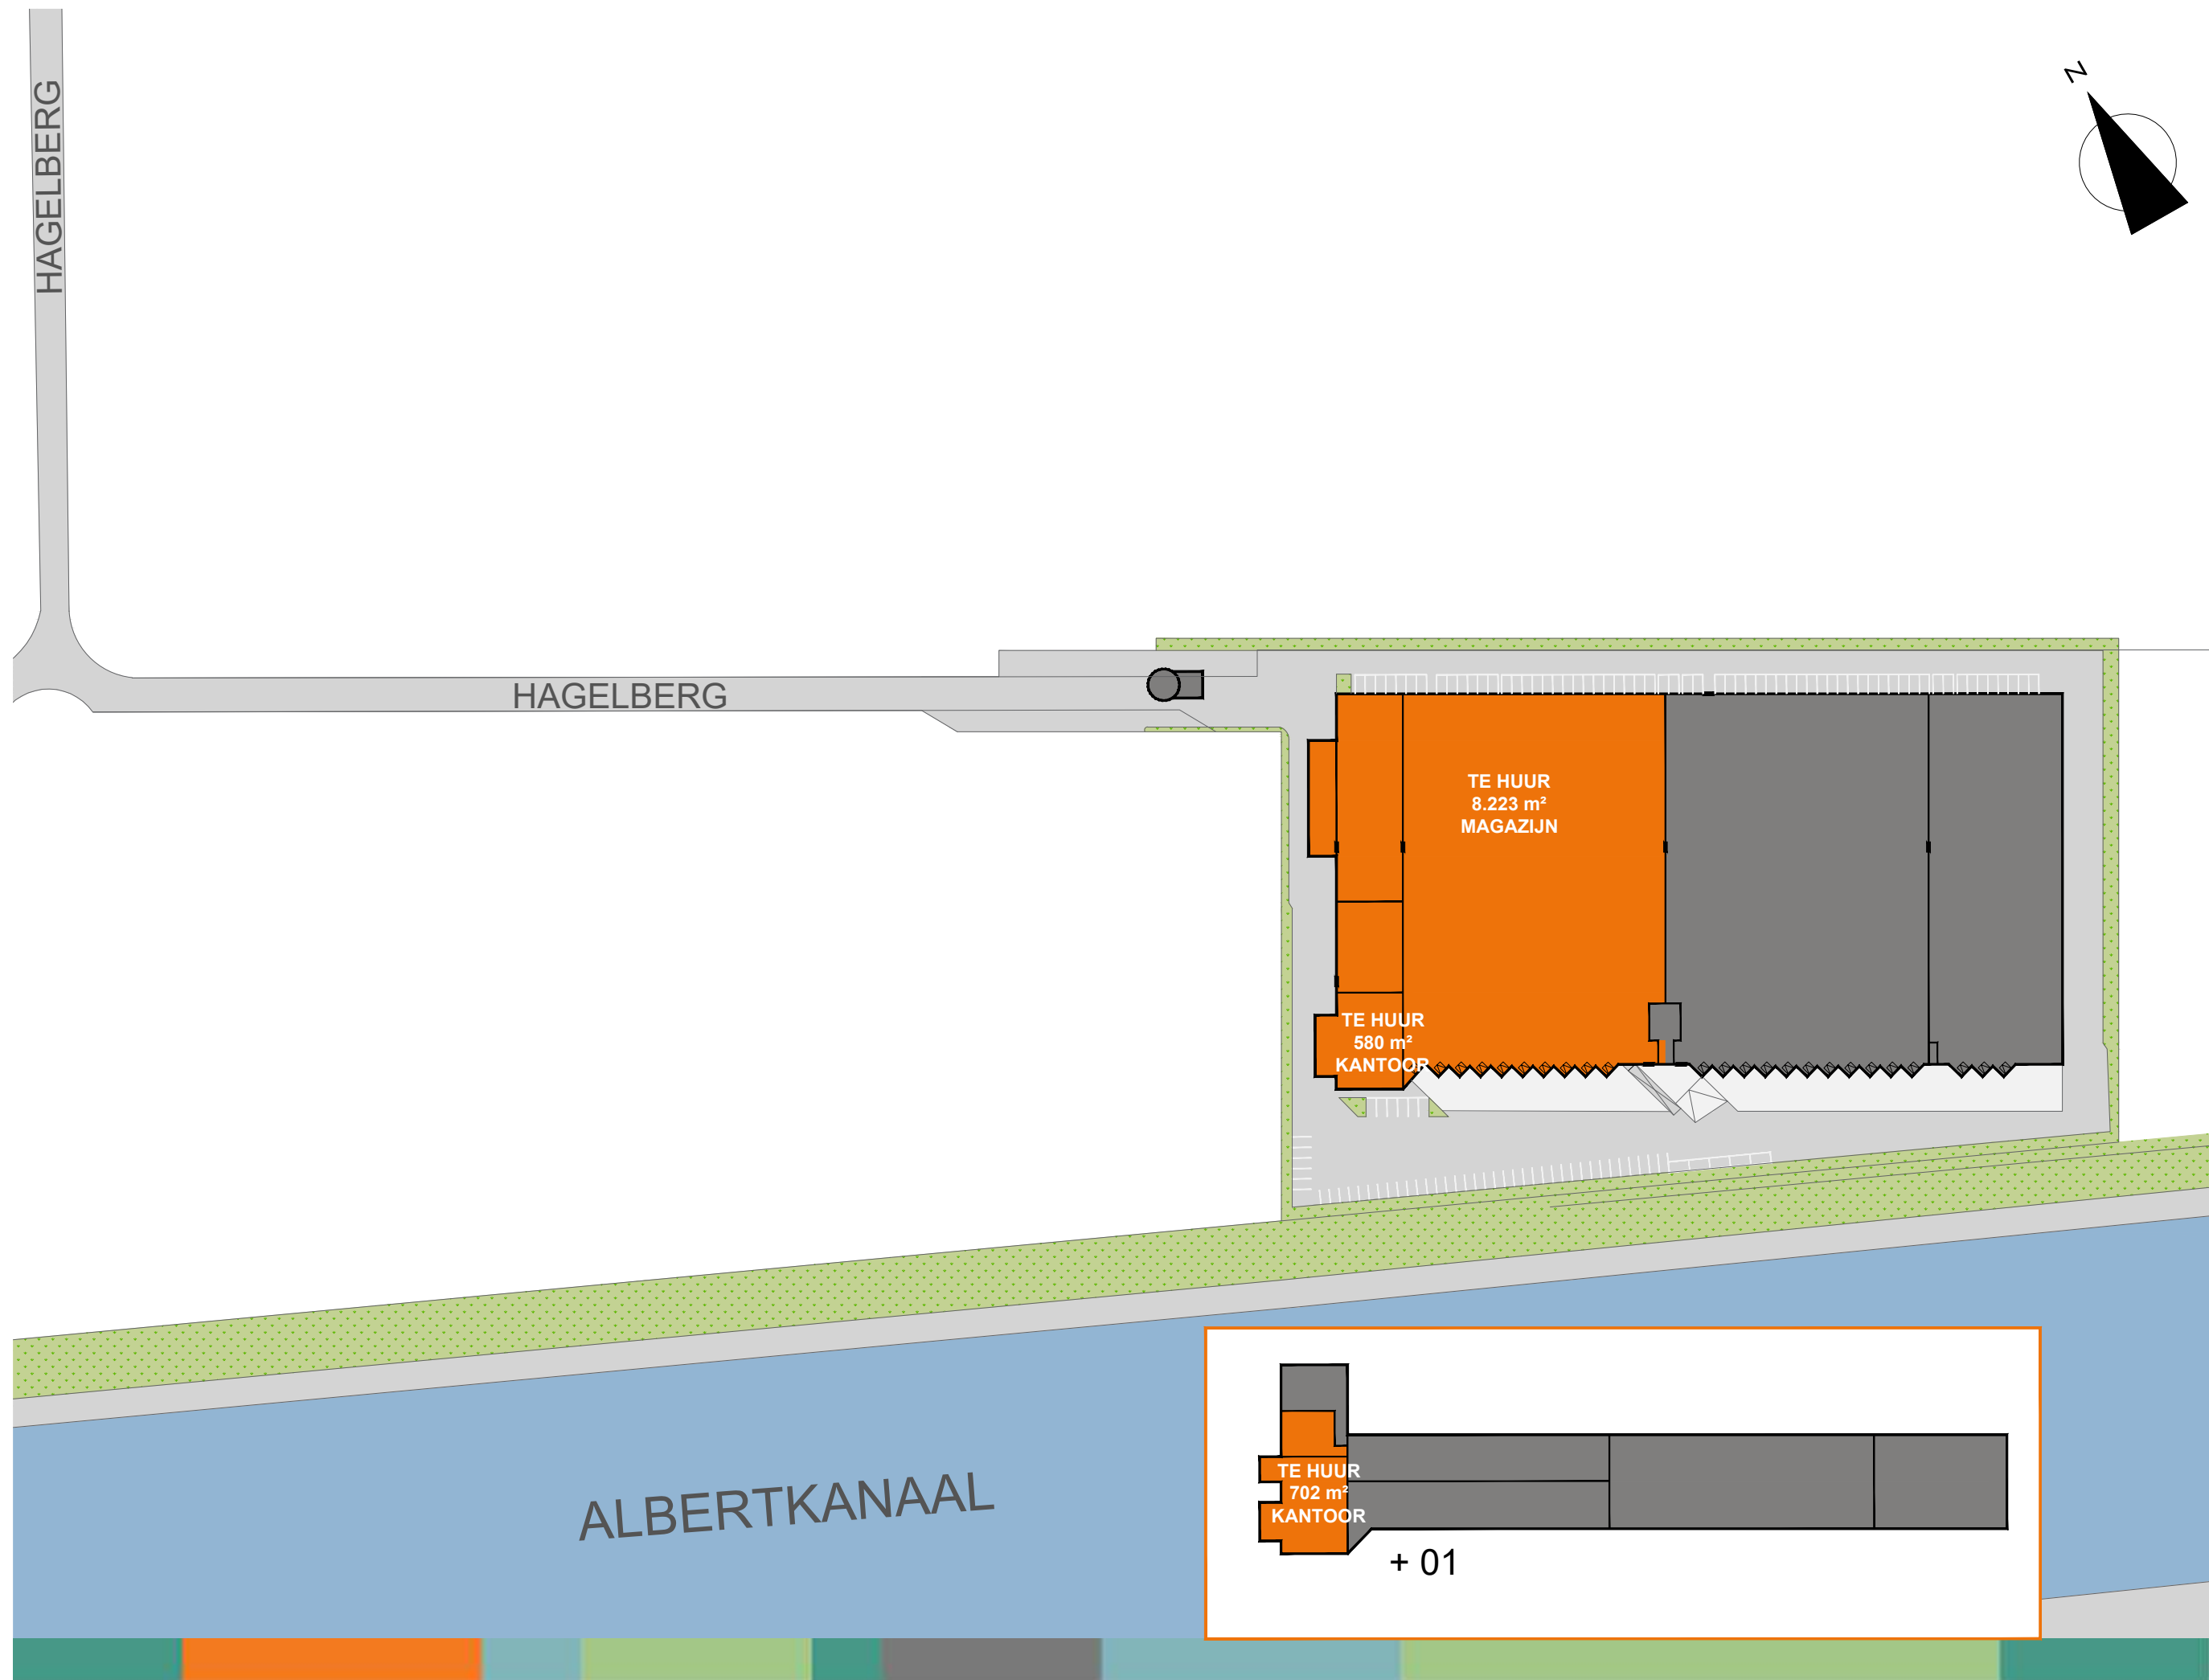 HAGELBERG
N
HAGELBERG
TE HUUR
8.223 m²
MAGAZIJN
TE HUUR
580 m²
KANTOOR
ALBERTKANAAL
TE HUUR
702 m²
KANTOOR
+ 01